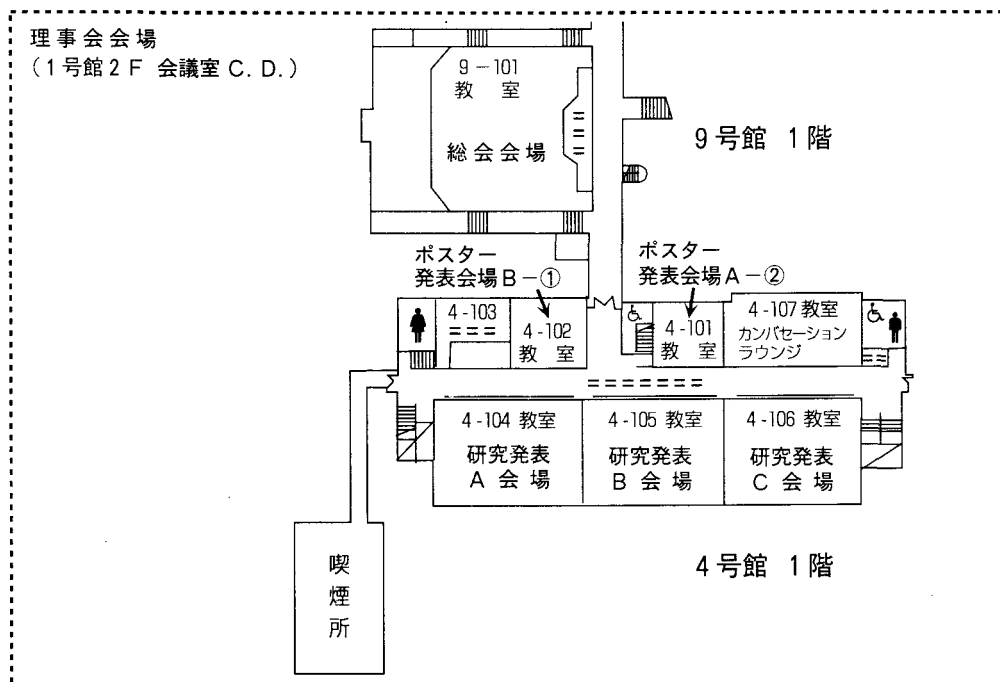 理事会会場
(1号館2F 会議室 C.D.)
9-101
教室
総会会場
9号館 1階
ポスター
発表会場B-①
ポスター
発表会場A-②
4-103
4-102
教室
4-101
教室
4-107教室
カンバセーション
ラウンジ
4-104 教室
研究発表
A 会場
4-105 教室
研究発表
B 会場
4-106 教室
研究発表
C 会場
喫煙所
4号館 1階